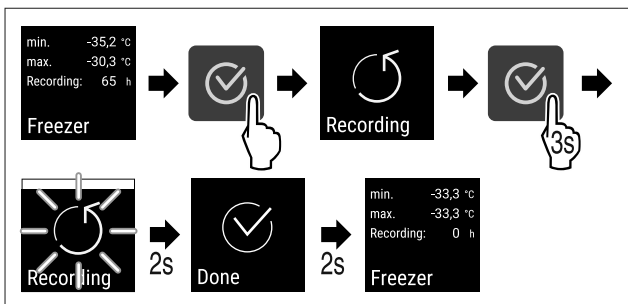 min. -35,2 °C
max. -30,3 °C
Recording: 65 h
Freezer
Recording
3s
Recording
2s
Done
2s
min. -33,3 °C
max. -33,3 °C
Recording: 0 h
Freezer